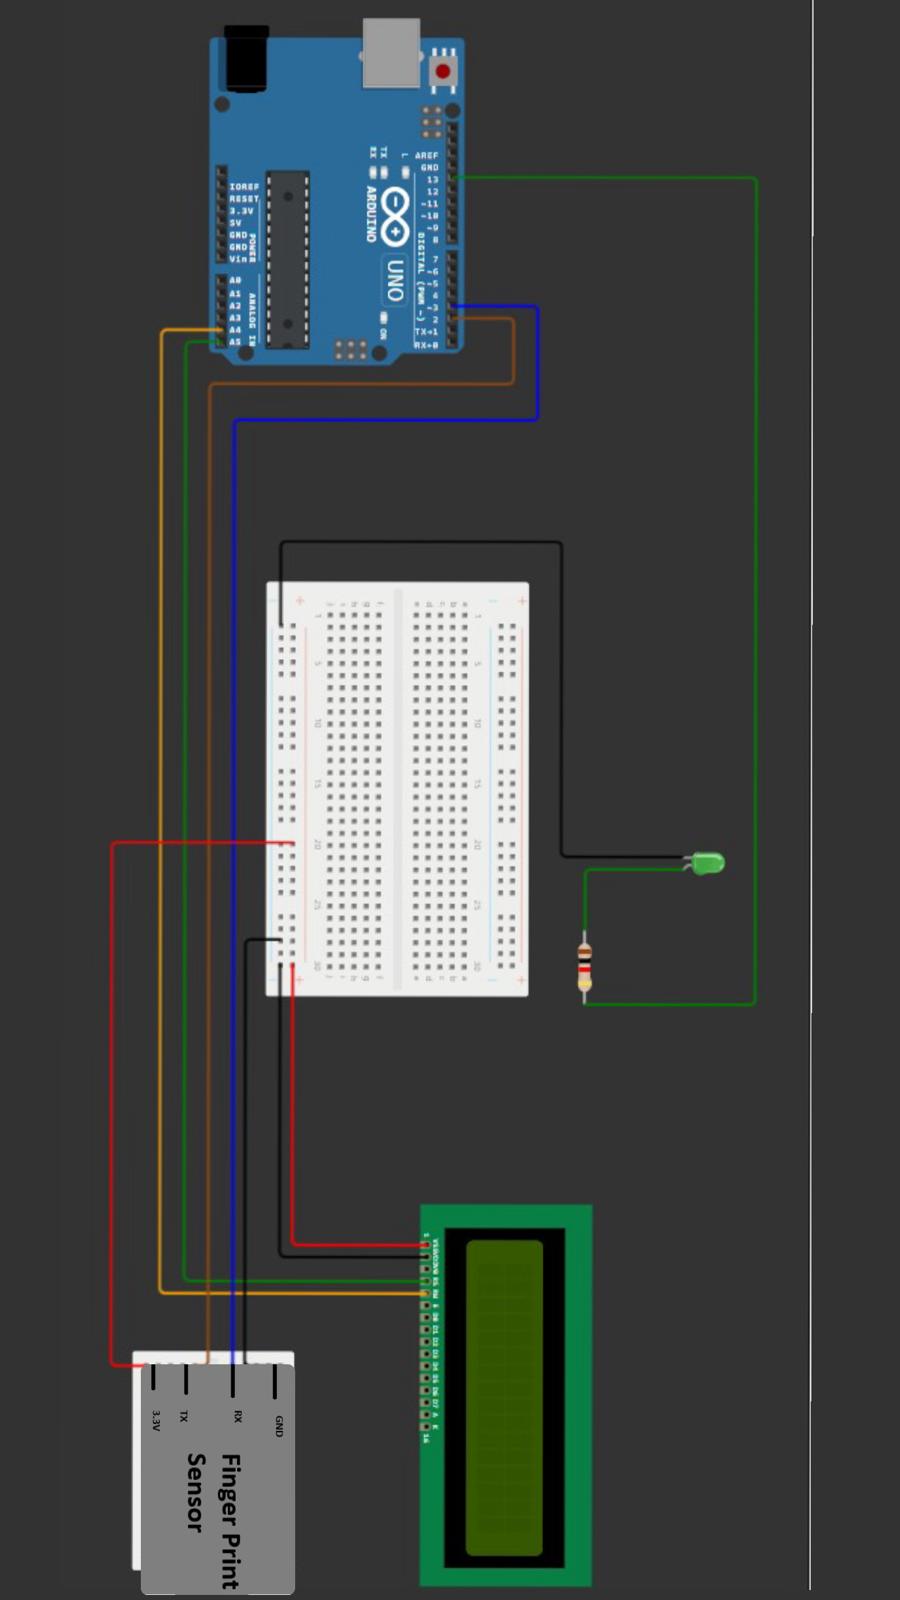 AREF
GND
13
12
~11
~10
~9
8
7
~6
~5
4
~3
2
TX→1
RX←0
DIGITAL (PWM ~)
L
TX
RX
ARDUINO
UNO
ON
IOREF
RESET
3.3V
5V
GND
GND
Vin
POWER
ANALOG IN
A0
A1
A2
A3
A4
A5
1 5 10 15 20 25 30
a a
b b
c c
d d
e e
f f
g g
h h
i i
j j
1 5 10 15 20 25 30
VSS VDD V0 RS RW E D0 D1 D2 D3 D4 D5 D6 D7 A K
1 16
GND
RX
Finger Print
Sensor
TX
3.3V